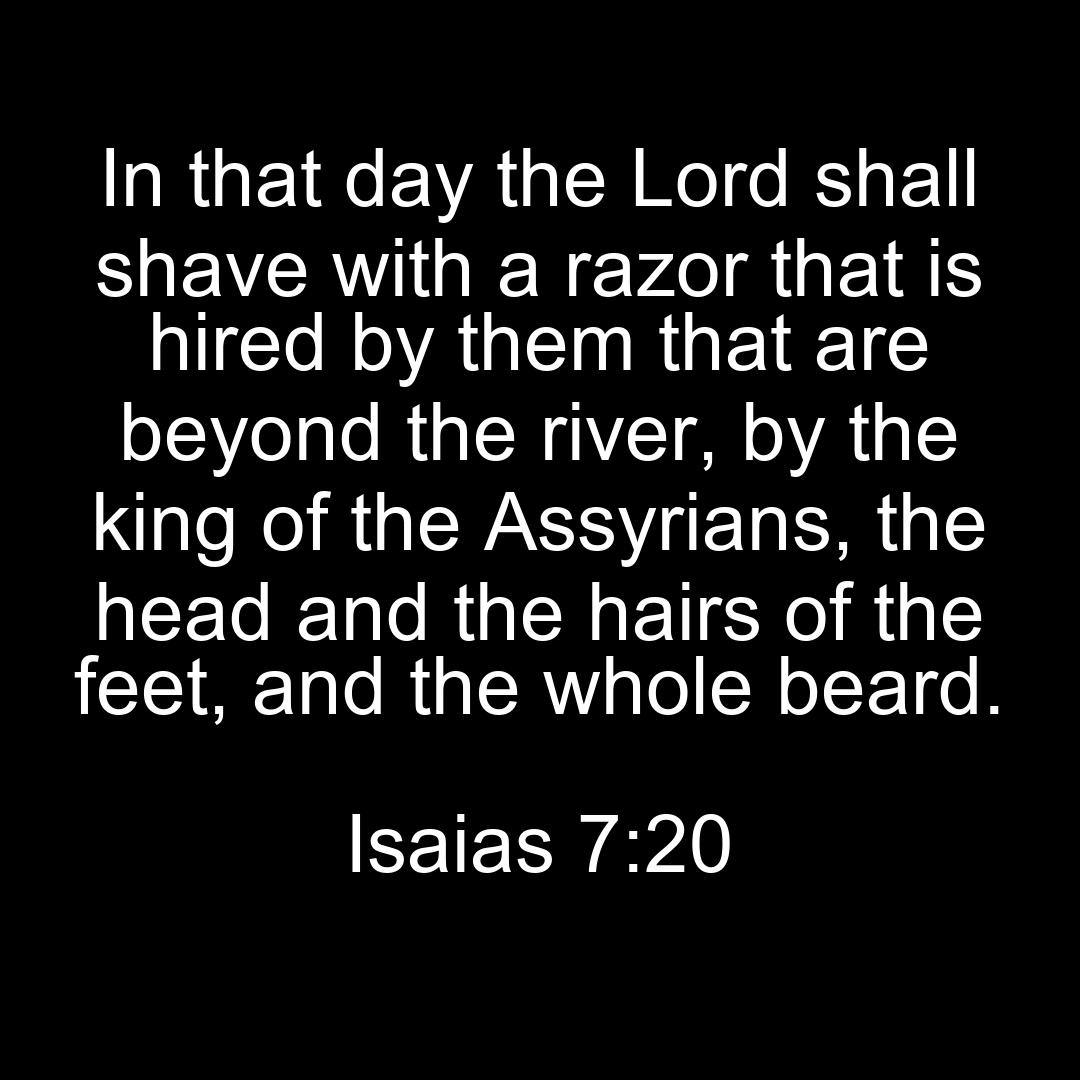 In that day the Lord shall
shave with a razor that is
hired by them that are
beyond the river, by the
king of the Assyrians, the
head and the hairs of the
feet, and the whole beard.
Isaias 7:20